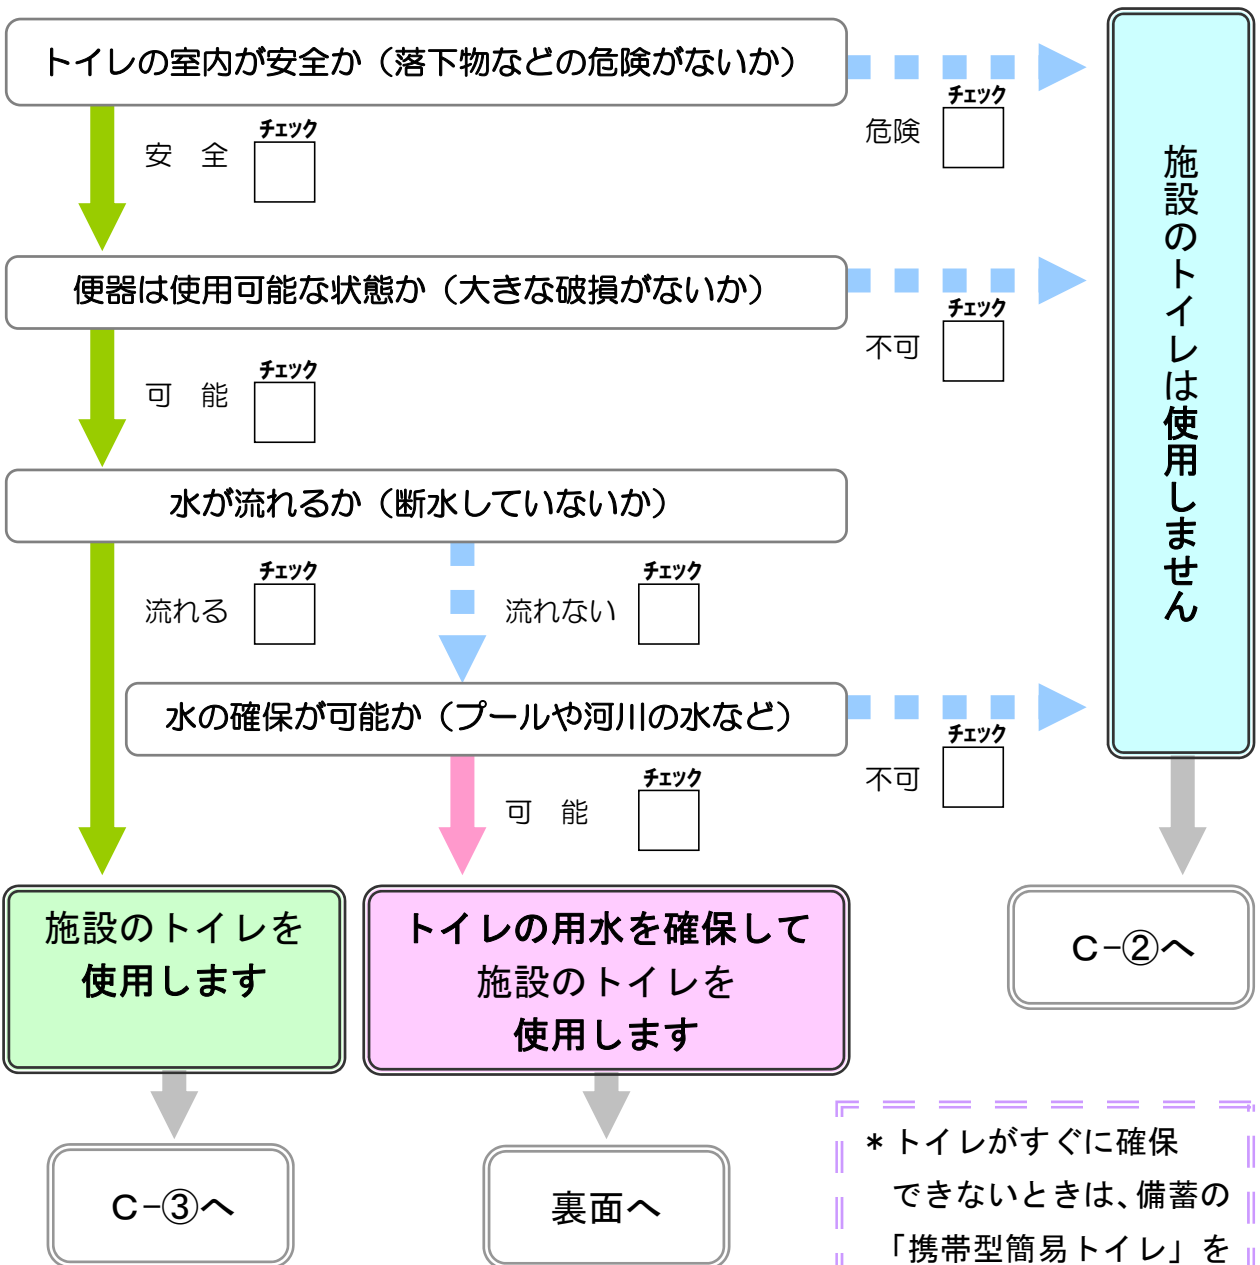 トイレの室内が安全か（落下物などの危険がないか）
チェック
安　全
チェック
危険
便器は使用可能な状態か（大きな破損がないか）
チェック
可　能
チェック
不可
水が流れるか（断水していないか）
チェック
流れる
チェック
流れない
水の確保が可能か（プールや河川の水など）
チェック
可　能
チェック
不可
施設のトイレは使用しません
施設のトイレを
使用します
トイレの用水を確保して
施設のトイレを
使用します
C-②へ
C-③へ
裏面へ
＊トイレがすぐに確保
できないときは、備蓄の
「携帯型簡易トイレ」を